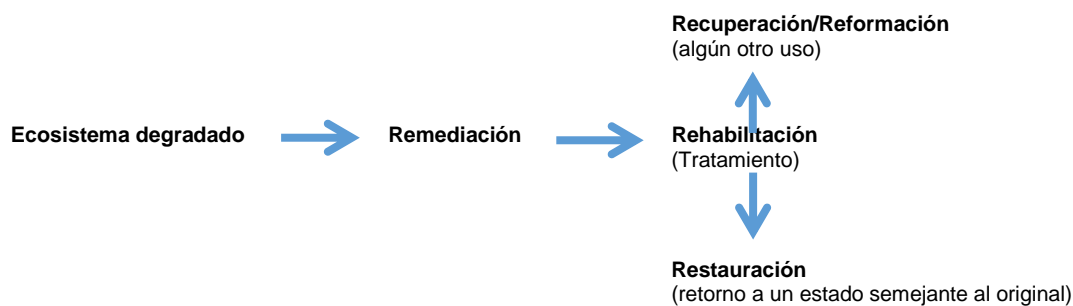 Recuperación/Reformación
(algún otro uso)
Ecosistema degradado
Remediación
Rehabilitación
(Tratamiento)
Restauración
(retorno a un estado semejante al original)